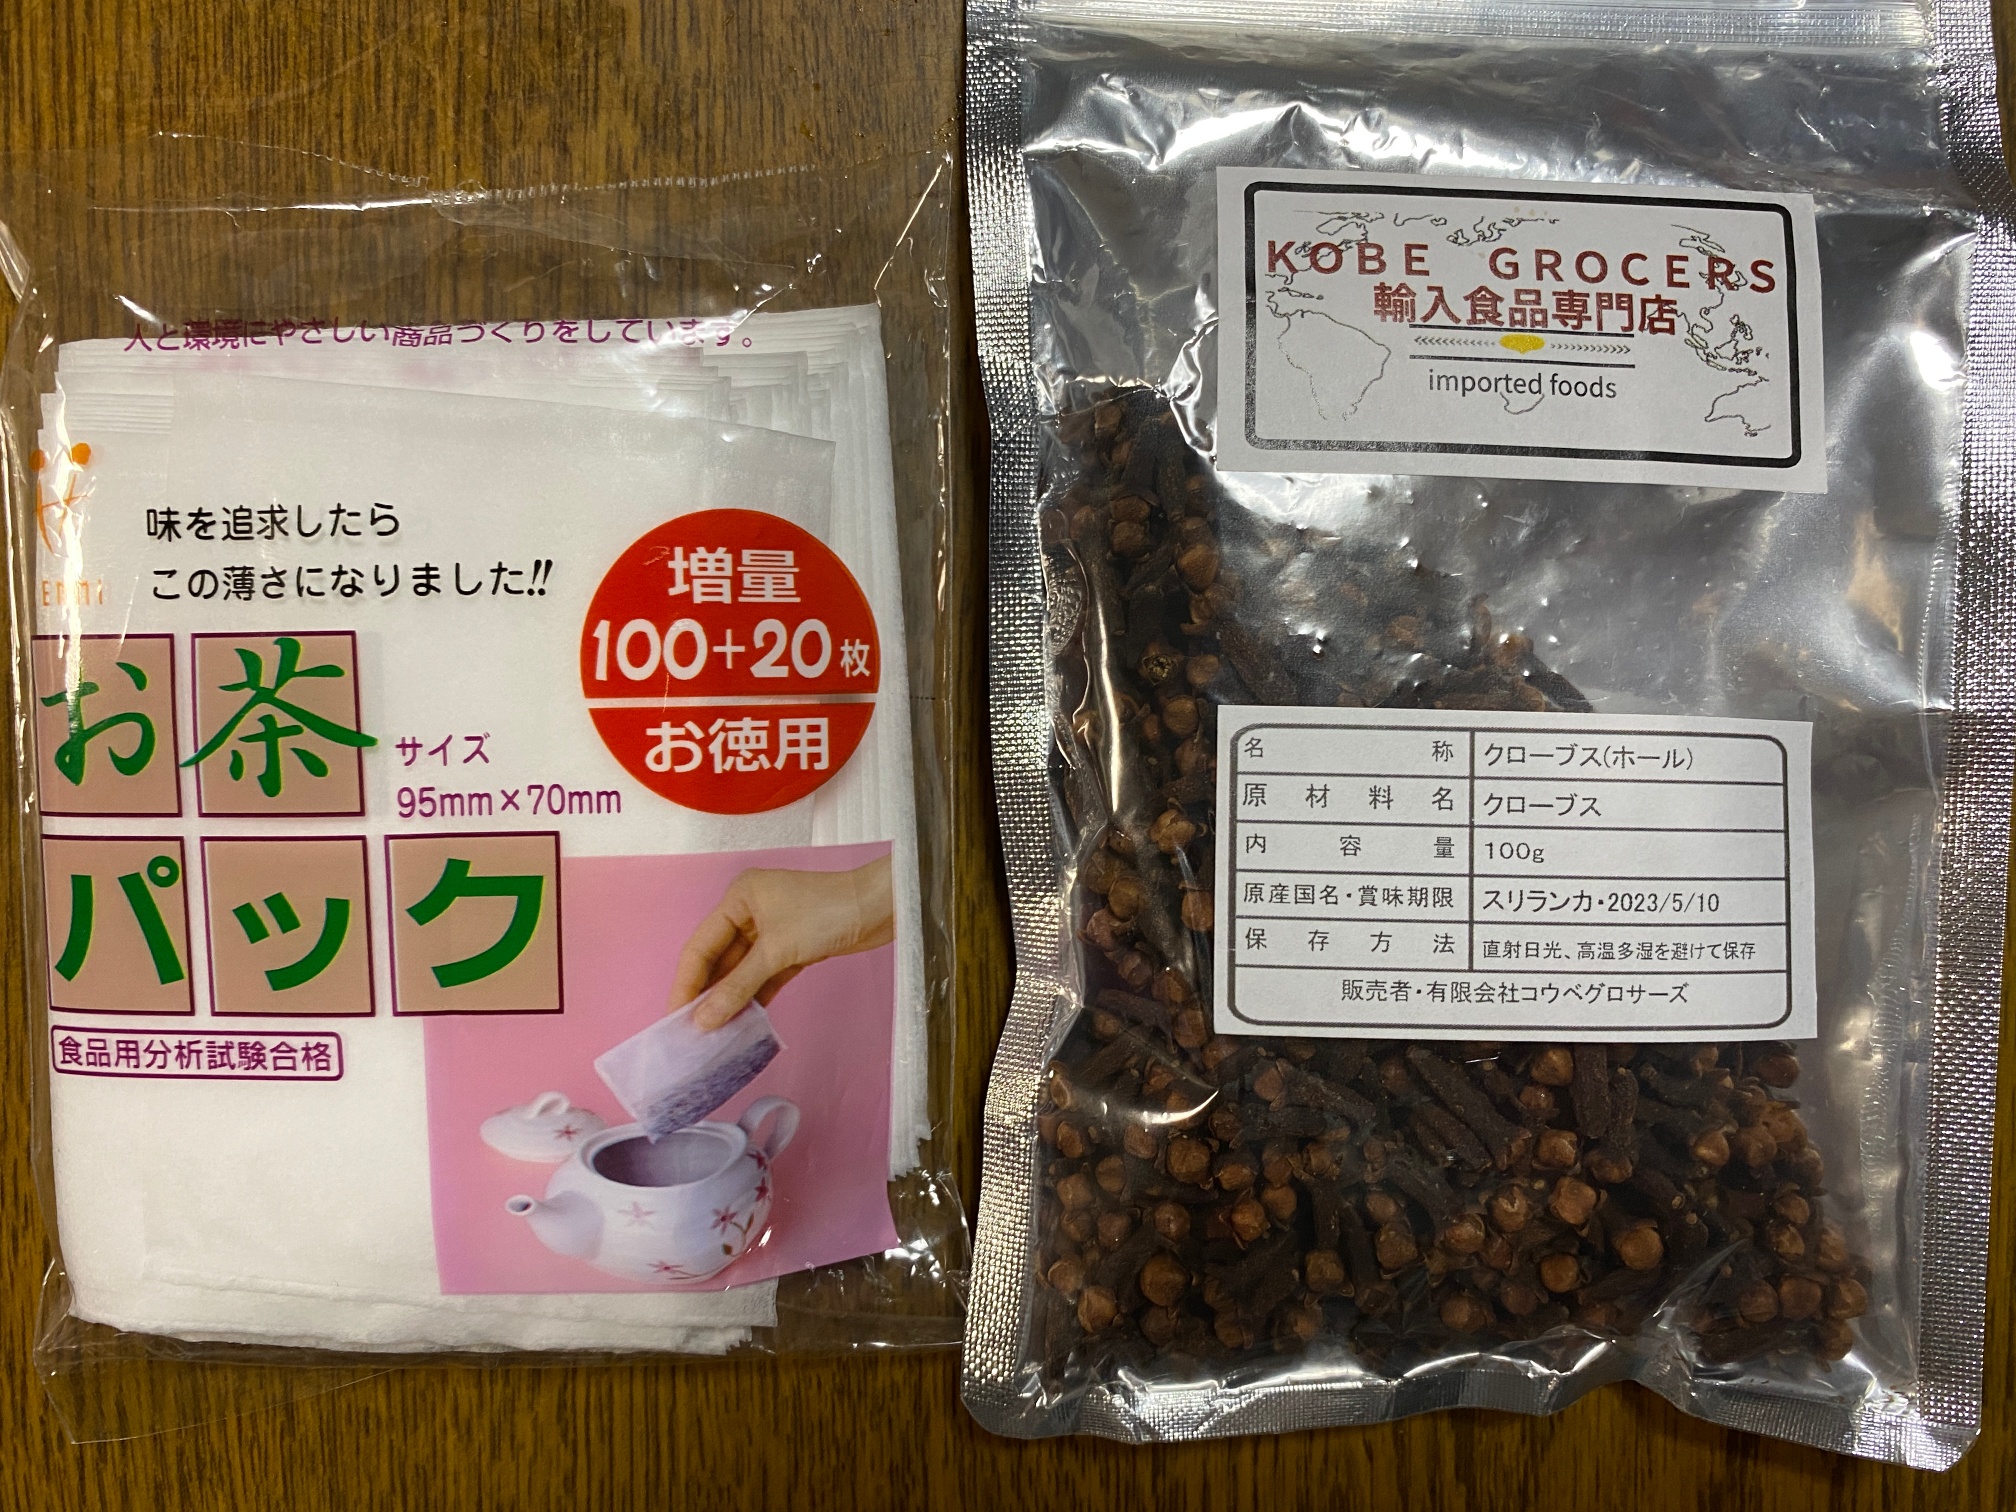 人と環境にやさしい商品づくりをしています。
味を追求したら
この薄さになりました!!
増量
100+20枚
お徳用
お茶
サイズ
95mm×70mm
パック
食品用分析試験合格
KOBE GROCERS
輸入食品専門店
imported foods
名称 クローブス(ホール)
原材料名 クローブス
内容量 100g
原産国名・賞味期限 スリランカ・2023/5/10
保存方法 直射日光、高温多湿を避けて保存
販売者・有限会社コウベグロサーズ